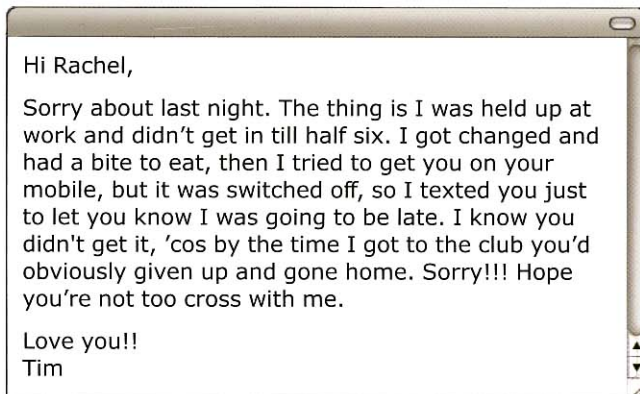 Hi Rachel,
Sorry about last night. The thing is I was held up at
work and didn't get in till half six. I got changed and
had a bite to eat, then I tried to get you on your
mobile, but it was switched off, so I texted you just
to let you know I was going to be late. I know you
didn't get it, 'cos by the time I got to the club you'd
obviously given up and gone home. Sorry!!! Hope
you're not too cross with me.
Love you!!
Tim